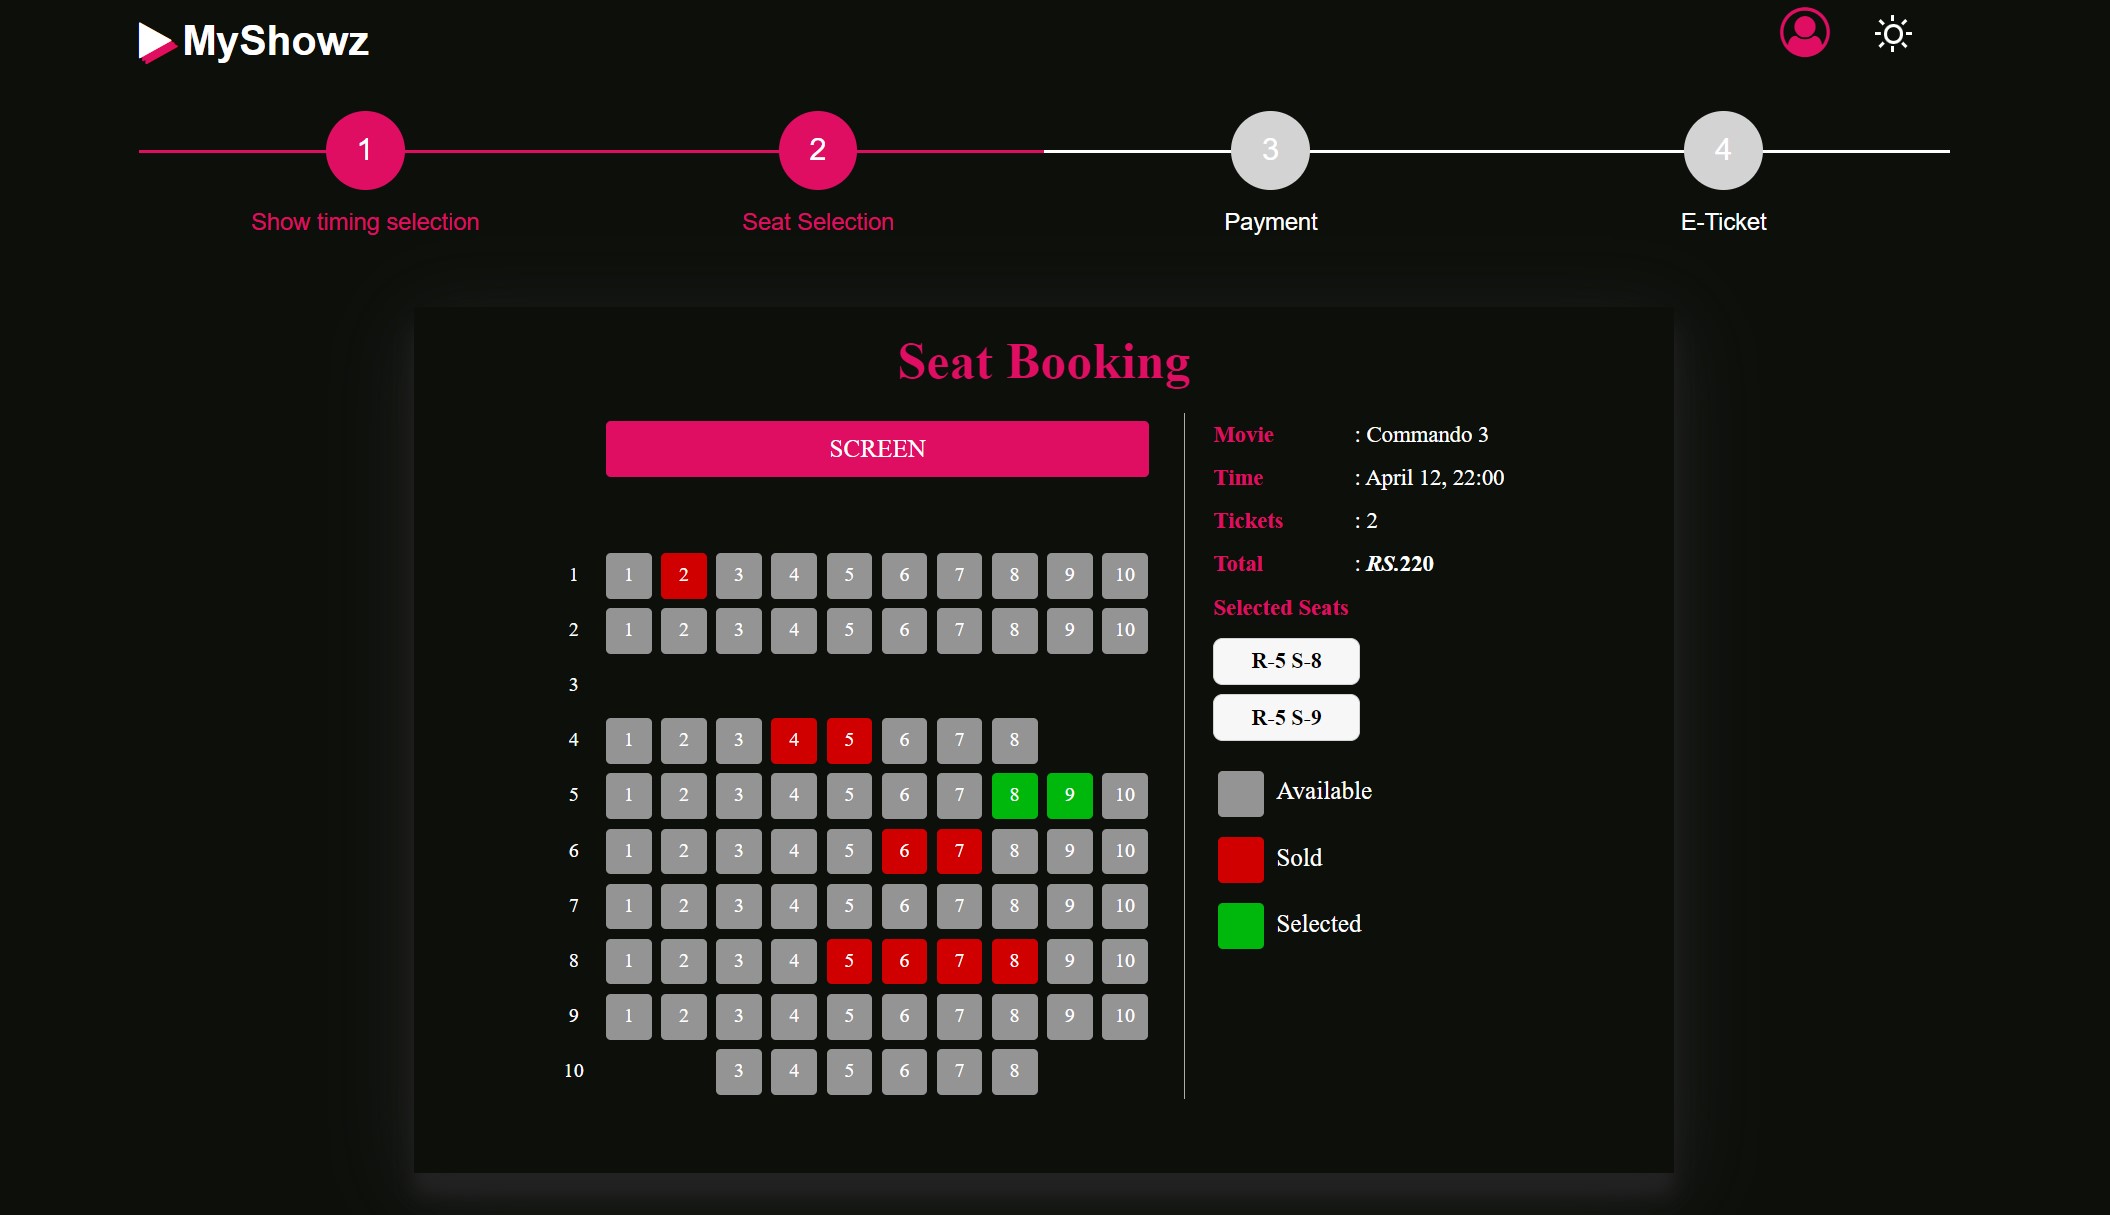 MyShowz
1 2 3 4
Show timing selection Seat Selection Payment E-Ticket
Seat Booking
SCREEN
1 1 2 3 4 5 6 7 8 9 10
2 1 2 3 4 5 6 7 8 9 10
3
4 1 2 3 4 5 6 7 8
5 1 2 3 4 5 6 7 8 9 10
6 1 2 3 4 5 6 7 8 9 10
7 1 2 3 4 5 6 7 8 9 10
8 1 2 3 4 5 6 7 8 9 10
9 1 2 3 4 5 6 7 8 9 10
10 3 4 5 6 7 8
Movie : Commando 3
Time : April 12, 22:00
Tickets : 2
Total : RS.220
Selected Seats
R-5 S-8
R-5 S-9
Available
Sold
Selected